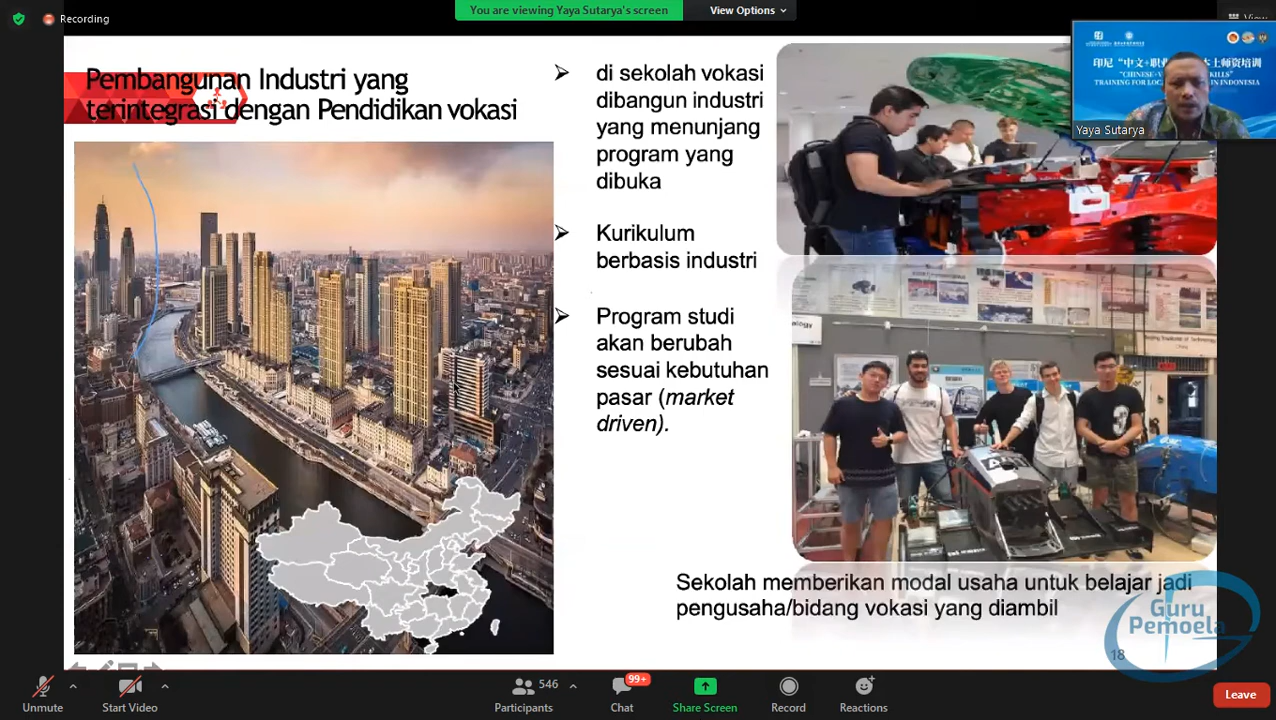 Recording
You are viewing Yaya Sutarya's screen
View Options
View
Pembangunan Industri yang
terintegrasi dengan Pendidikan vokasi
di sekolah vokasi
dibangun industri
yang menunjang
program yang
dibuka
Kurikulum
berbasis industri
Program studi
akan berubah
sesuai kebutuhan
pasar (market
driven).
Yaya Sutarya
Sekolah memberikan modal usaha untuk belajar jadi
pengusaha/bidang vokasi yang diambil
Guru
Pemoela
18
Unmute
Start Video
546
Participants
99+
Chat
Share Screen
Record
Reactions
Leave